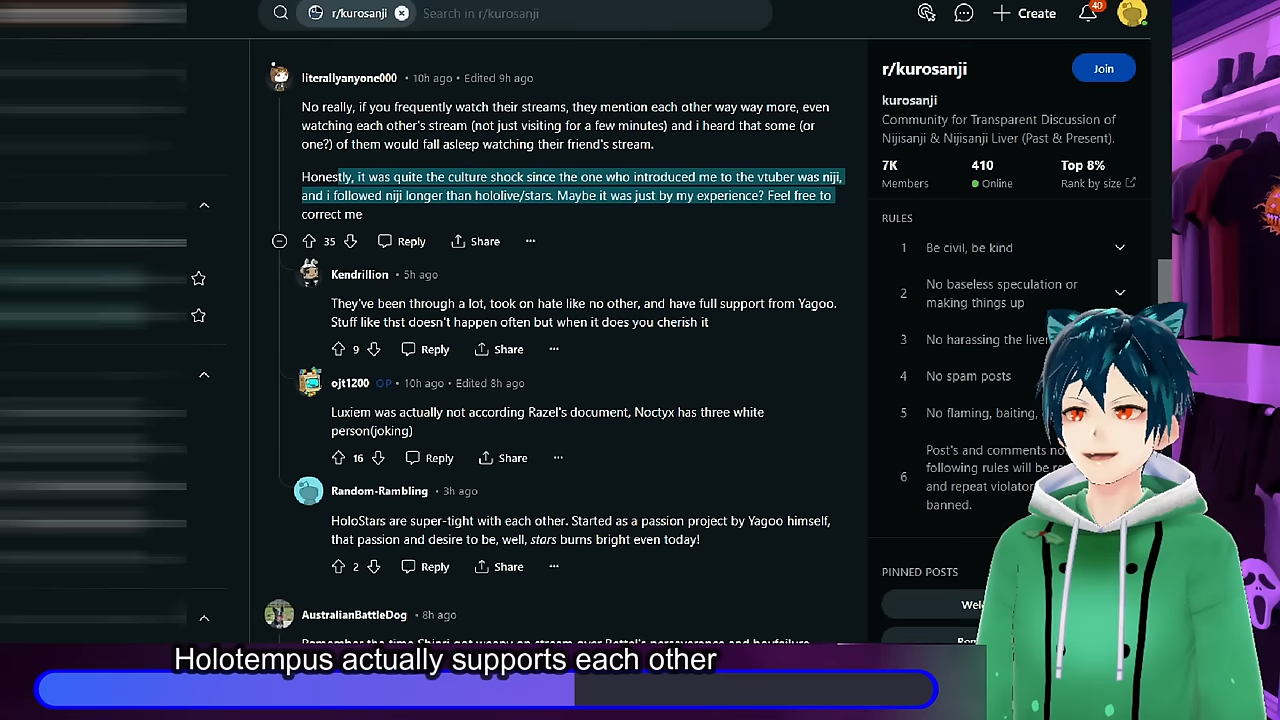 r/kurosanji
Search in r/kurosanji
Create
40
literallyanyone000 • 10h ago • Edited 9h ago
No really, if you frequently watch their streams, they mention each other way way more, even
watching each other's stream (not just visiting for a few minutes) and i heard that some (or
one?) of them would fall asleep watching their friend's stream.
Honestly, it was quite the culture shock since the one who introduced me to the vtuber was niji,
and i followed niji longer than hololive/stars. Maybe it was just by my experience? Feel free to
correct me
35 Reply Share ...
Kendrillion • 5h ago
They've been through a lot, took on hate like no other, and have full support from Yagoo.
Stuff like thst doesn't happen often but when it does you cherish it
9 Reply Share ...
ojt1200 OP • 10h ago • Edited 8h ago
Luxiem was actually not according Razel's document, Noctyx has three white
person(joking)
16 Reply Share ...
Random-Rambling • 3h ago
HoloStars are super-tight with each other. Started as a passion project by Yagoo himself,
that passion and desire to be, well, stars burns bright even today!
2 Reply Share ...
AustralianBattleDog • 8h ago
r/kurosanji
Join
kurosanji
Community for Transparent Discussion of
Nijisanji & Nijisanji Liver (Past & Present).
7K 410 Top 8%
Members Online Rank by size
RULES
1 Be civil, be kind
2 No baseless speculation or
making things up
3 No harassing the liver
4 No spam posts
5 No flaming, baiting,
6 Post's and comments no
following rules will be re
and repeat violator
banned.
PINNED POSTS
Wel
Holotempus actually supports each other